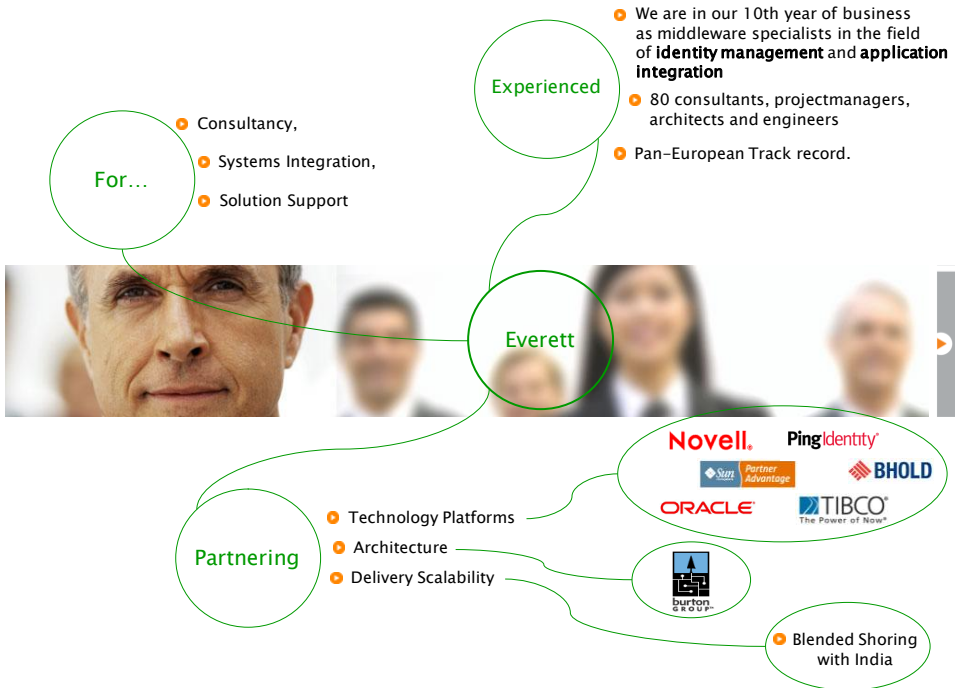 We are in our 10th year of business
as middleware specialists in the field
of identity management and application
integration
Experienced
80 consultants, projectmanagers,
architects and engineers
Pan-European Track record.
For...
Consultancy,
Systems Integration,
Solution Support
Everett
Novell®
PingIdentity®
Sun
Partner
Advantage
BHOLD
ORACLE®
TIBCO®
The Power of Now®
Partnering
Technology Platforms
Architecture
Delivery Scalability
burton
GROUP™
Blended Shoring
with India